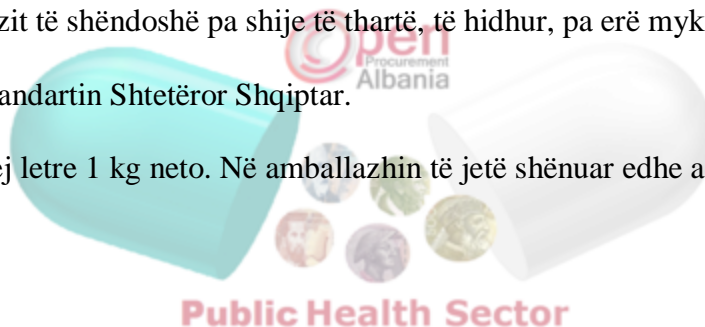 zit të shëndoshë pa shije të thartë, të hidhur, pa erë myk
andartin Shtetëror Shqiptar.
ej letre 1 kg neto. Në amballazhin të jetë shënuar edhe a
Open
Procurement
Albania
Public Health Sector